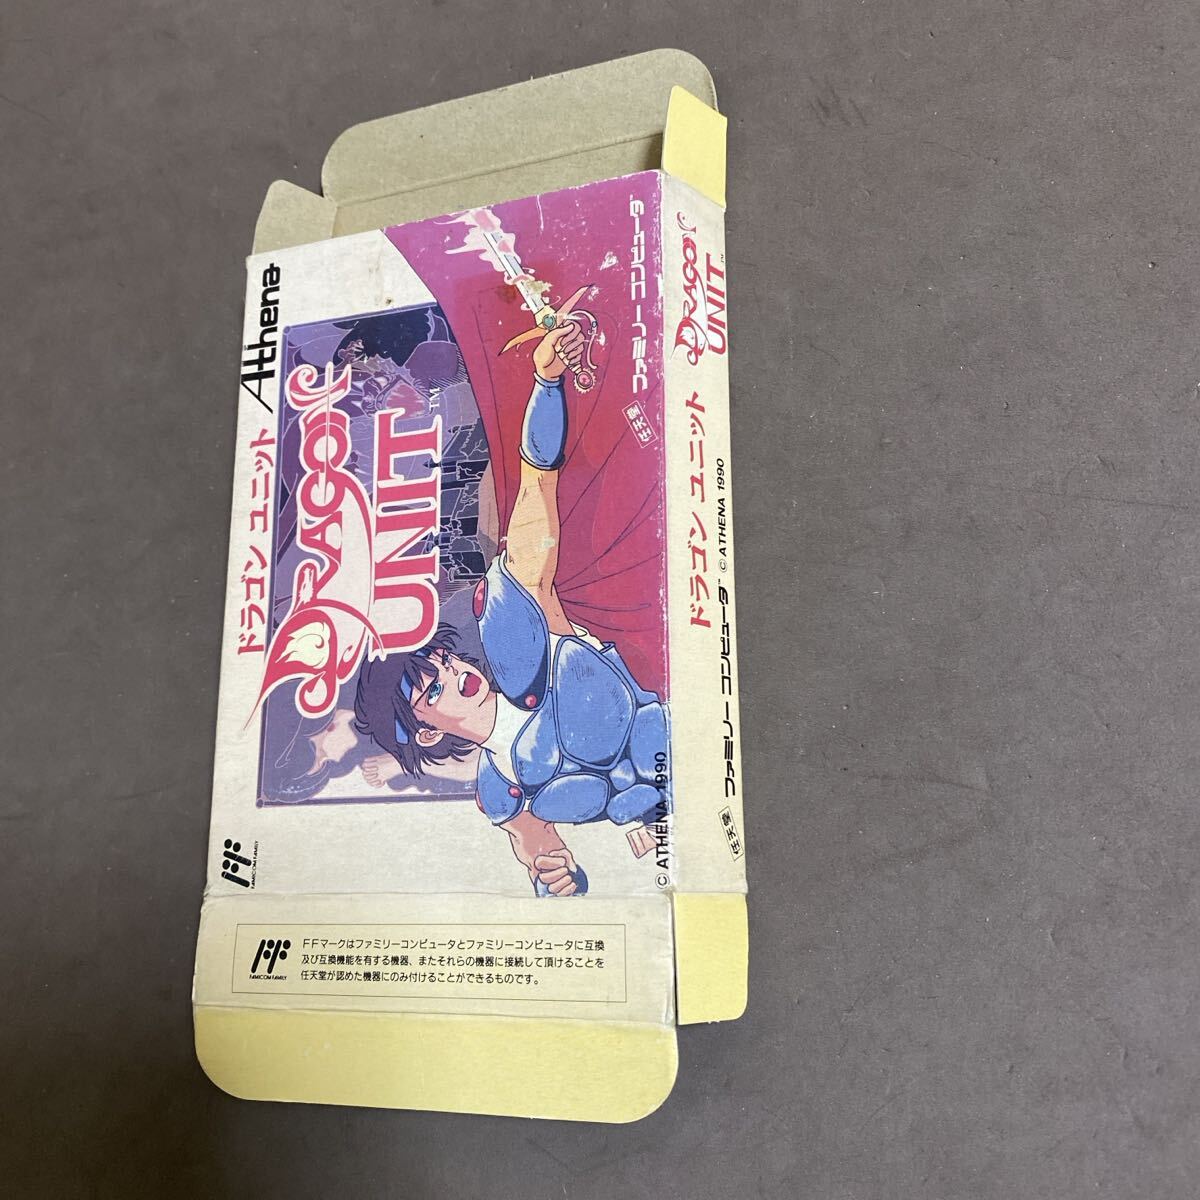 Athena
ドラゴン ユニット
DRAGON
UNIT
TM
ファミリー コンピュータ
任天堂
© ATHENA 1990
FF
FAMICOM FAMILY
DRAGON
UNIT
TM
ドラゴン ユニット
© ATHENA 1990
任天堂 ファミリー コンピュータ™
FF
FAMICOM FAMILY
FFマークはファミリーコンピュータとファミリーコンピュータに互換
及び互換機能を有する機器、またそれらの機器に接続して頂けることを
任天堂が認めた機器にのみ付けることができるものです。